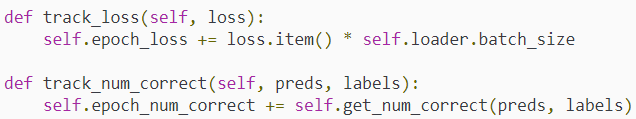 def track_loss(self, loss):
    self.epoch_loss += loss.item() * self.loader.batch_size

def track_num_correct(self, preds, labels):
    self.epoch_num_correct += self.get_num_correct(preds, labels)